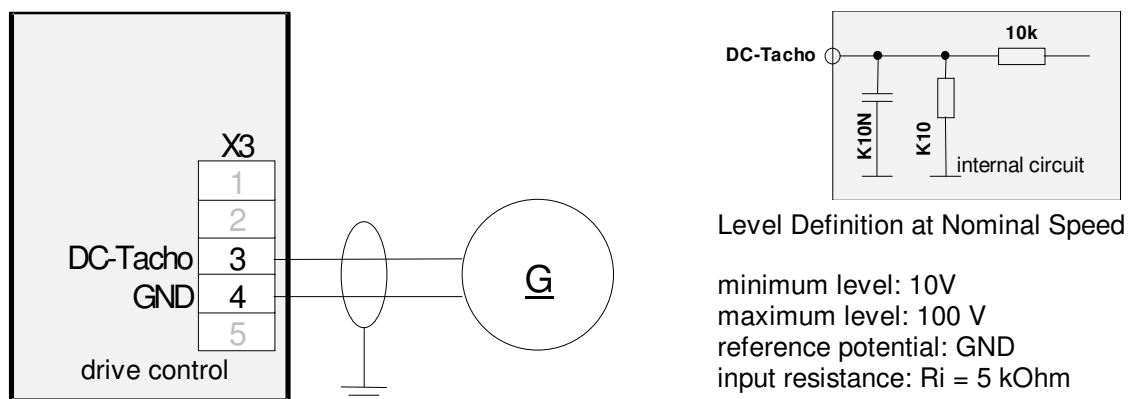 X3
1
2
DC-Tacho 3
GND 4
5
drive control
G
10k
DC-Tacho
K10N
K10
internal circuit
Level Definition at Nominal Speed
minimum level: 10V
maximum level: 100 V
reference potential: GND
input resistance: Ri = 5 kOhm